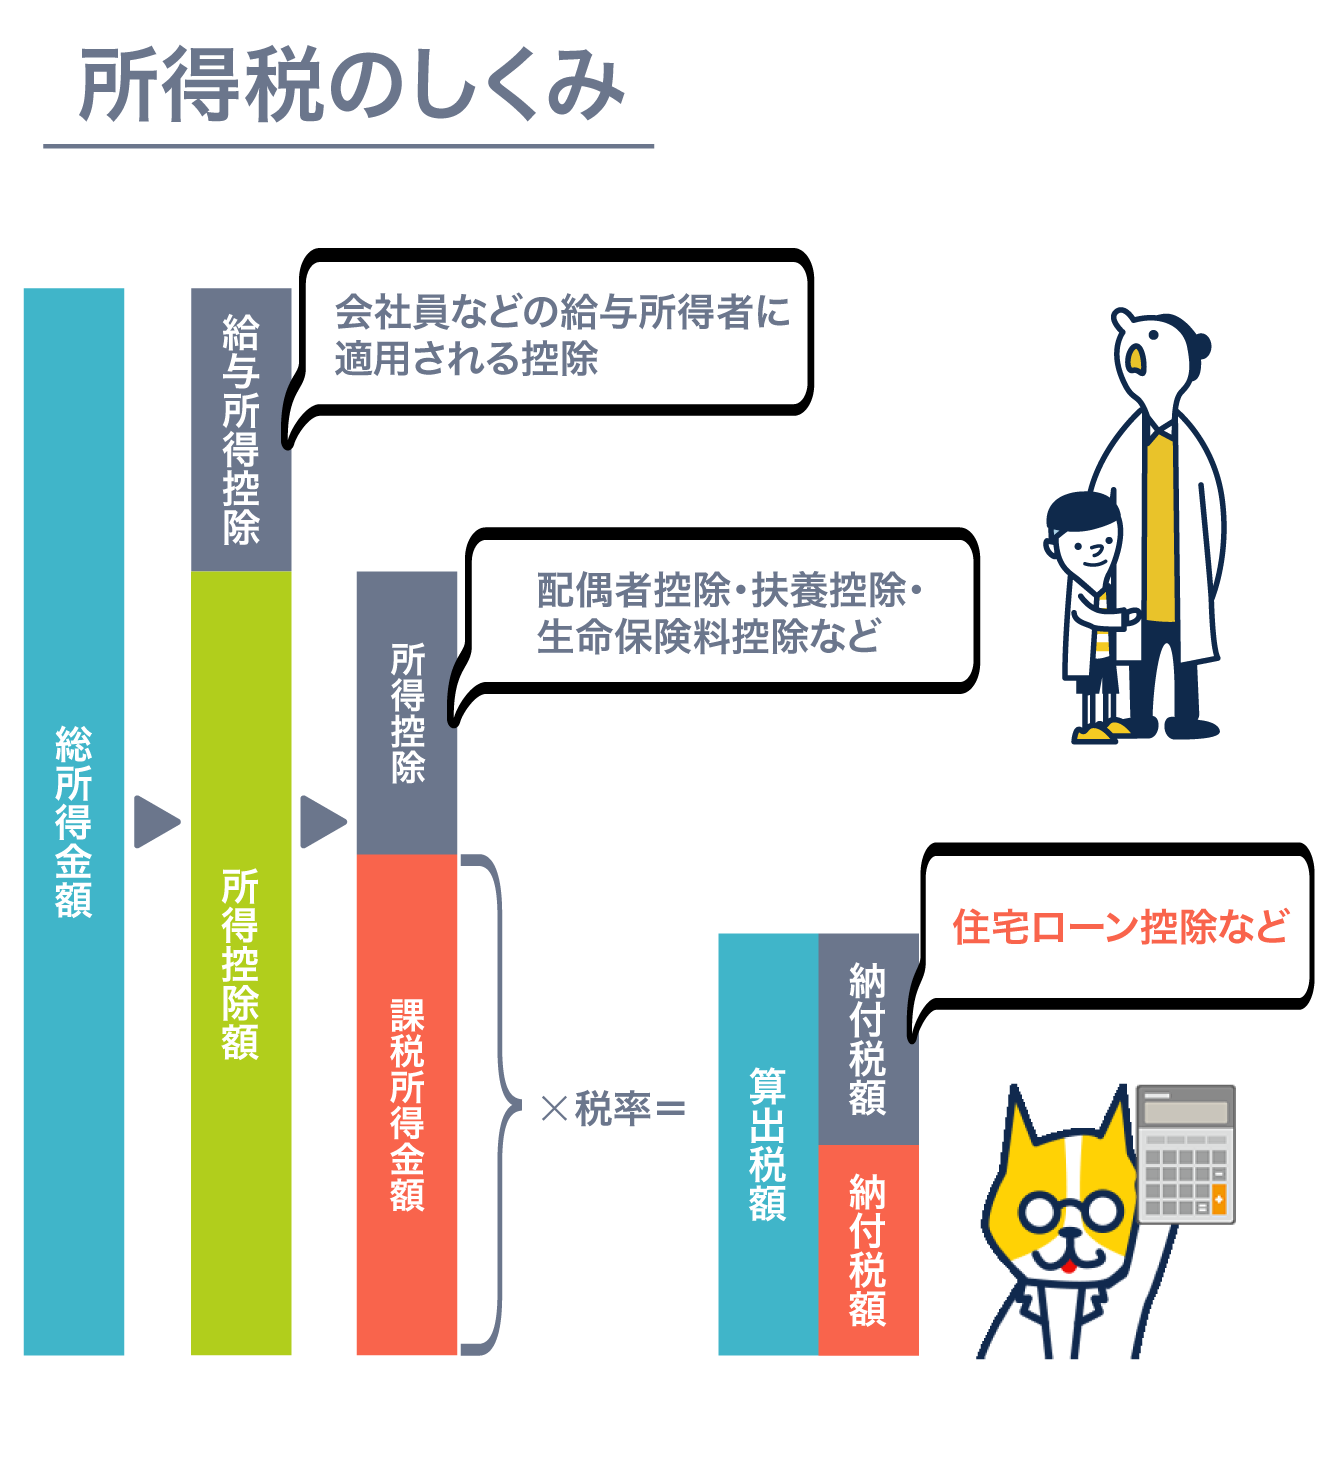 所得税のしくみ
総所得金額
給与所得控除
会社員などの給与所得者に
適用される控除
所得控除額
所得控除
配偶者控除・扶養控除・
生命保険料控除など
課税所得金額
×税率＝
算出税額
納付税額
住宅ローン控除など
納付税額